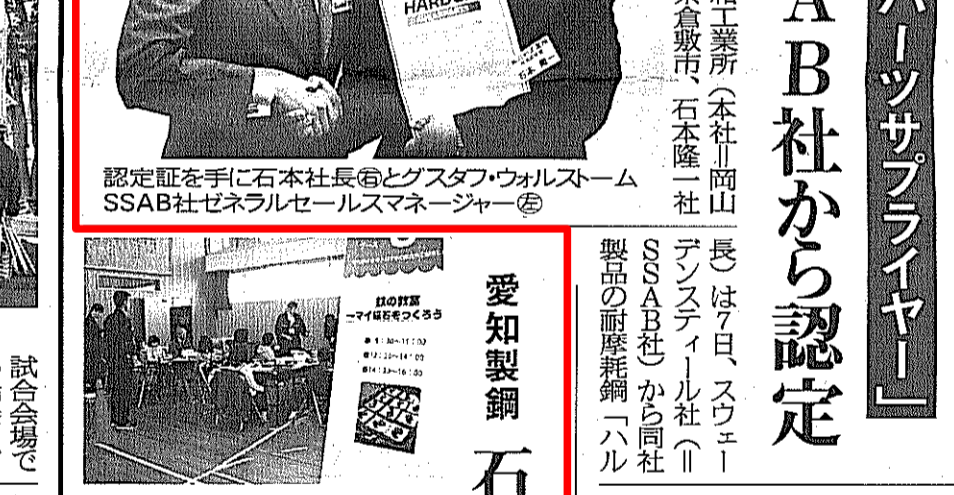 パーツサプライヤー」
AB社から認定
工業所（本社＝岡山
倉敷市、石本隆一社
長）は7日、スウェー
デンスティール社（＝
SSAB社）から同社
製品の耐摩耗鋼「ハル
HARDO
認定証を手に石本社長㊨とグスタフ・ウォルストーム
SSAB社ゼネラルセールスマネージャー㊧
愛知製鋼
石
鉄の教室
ーマイ磁石をつくろう
試合会場で